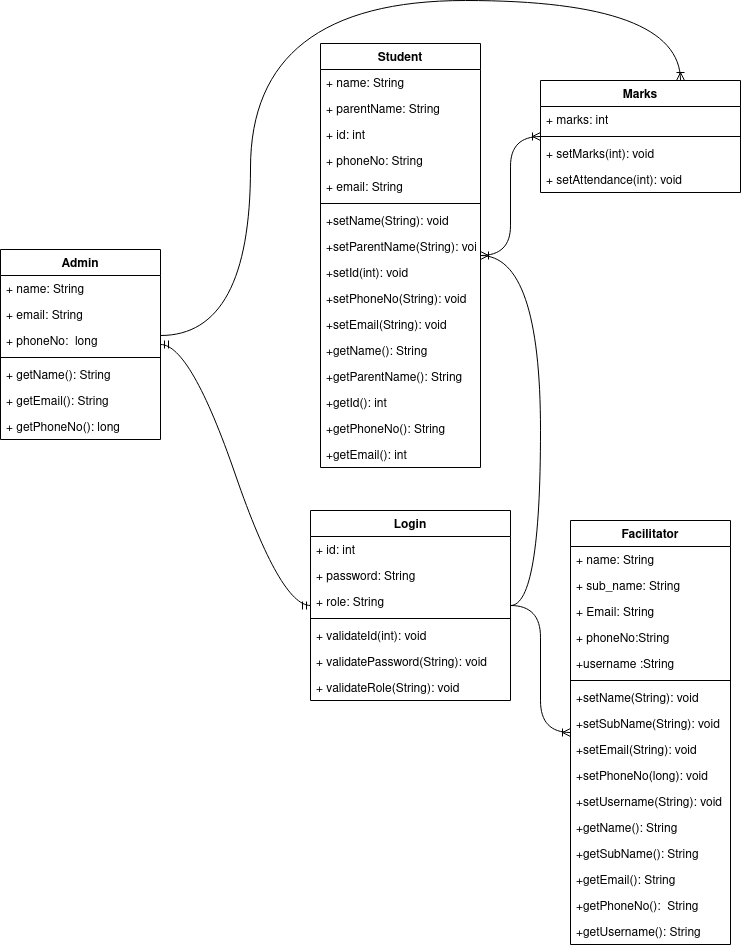 Student
+ name: String
+ parentName: String
+ id: int
+ phoneNo: String
+ email: String
+setName(String): void
+setParentName(String): voi
+setId(int): void
+setPhoneNo(String): void
+setEmail(String): void
+getName(): String
+getParentName(): String
+getId(): int
+getPhoneNo(): String
+getEmail(): int
Marks
+ marks: int
+ setMarks(int): void
+ setAttendance(int): void
Admin
+ name: String
+ email: String
+ phoneNo:  long
+ getName(): String
+ getEmail(): String
+ getPhoneNo(): long
Login
+ id: int
+ password: String
+ role: String
+ validateId(int): void
+ validatePassword(String): void
+ validateRole(String): void
Facilitator
+ name: String
+ sub_name: String
+ Email: String
+ phoneNo:String
+username :String
+setName(String): void
+setSubName(String): void
+setEmail(String): void
+setPhoneNo(long): void
+setUsername(String): void
+getName(): String
+getSubName(): String
+getEmail(): String
+getPhoneNo():  String
+getUsername(): String